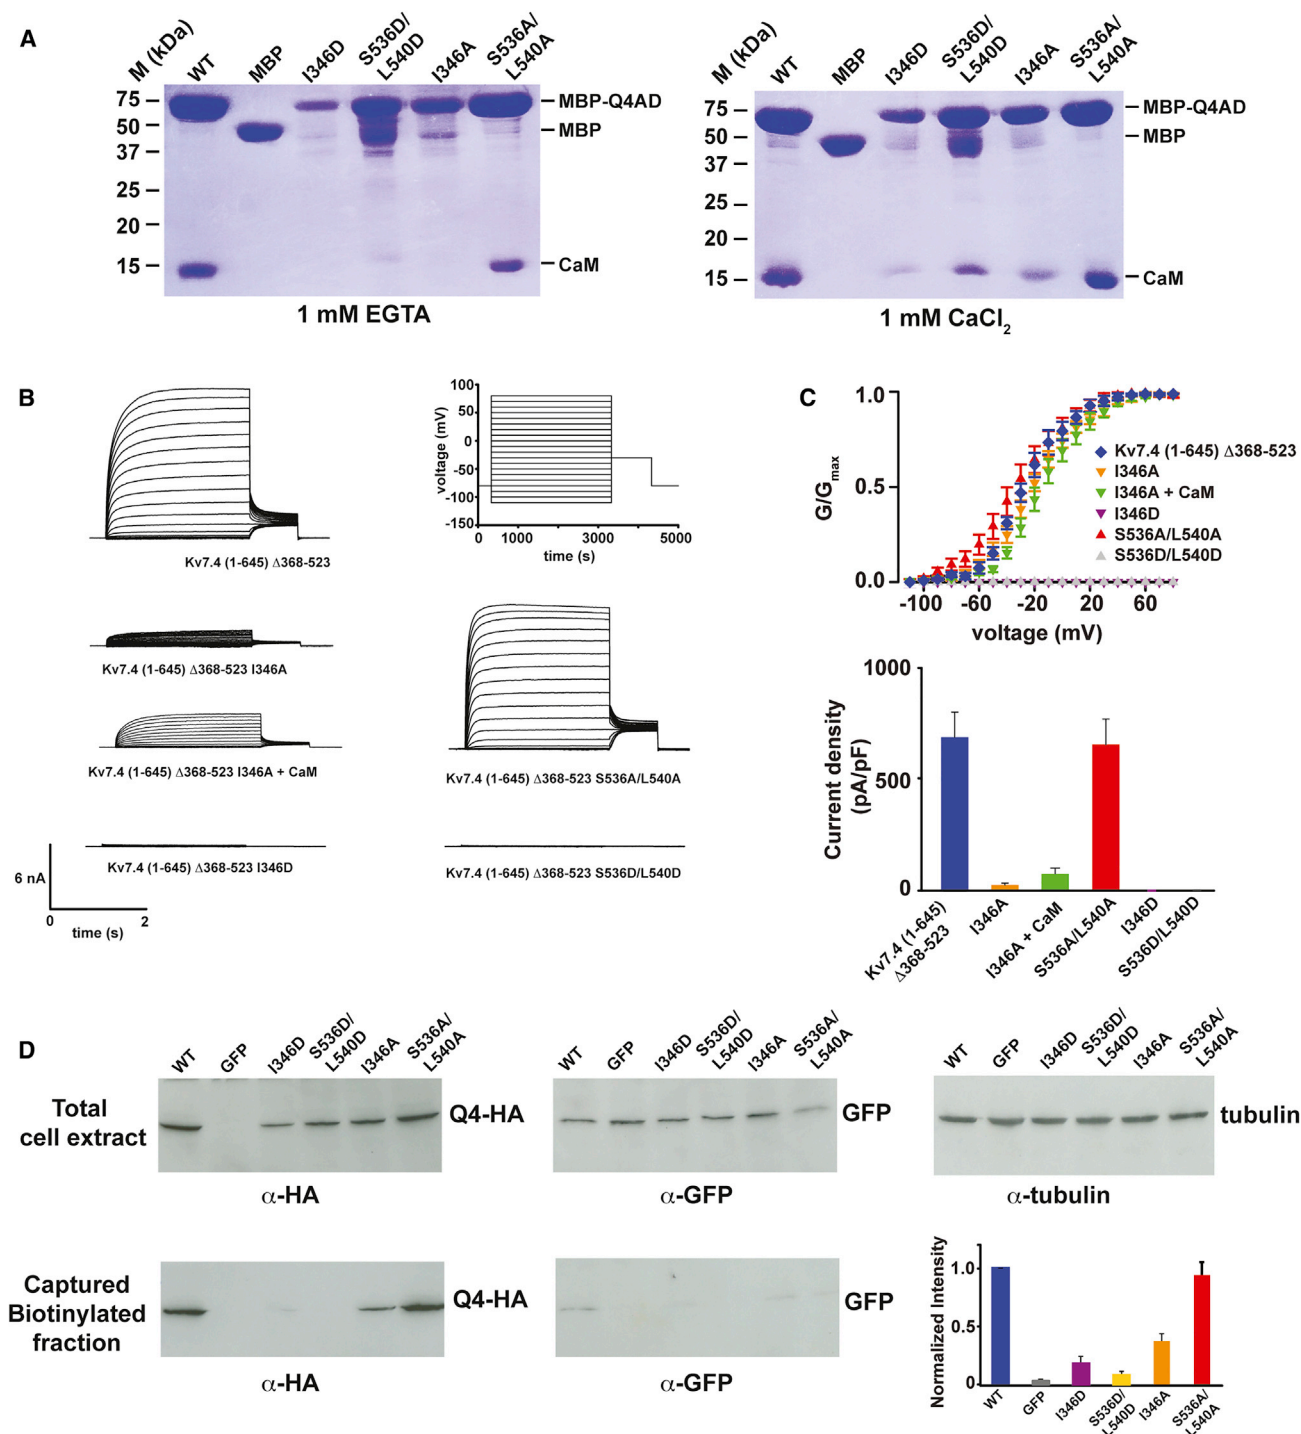 A
M (kDa)
WT
MBP
I346D
S536D/
L540D
I346A
S536A/
L540A
75
50
37
25
20
15
MBP-Q4AD
MBP
CaM
1 mM EGTA
M (kDa)
WT
MBP
I346D
S536D/
L540D
I346A
S536A/
L540A
75
50
37
25
20
15
MBP-Q4AD
MBP
CaM
1 mM CaCl2
B
Kv7.4 (1-645) Δ368-523
100
50
0
-50
-100
-150
voltage (mV)
0 1000 3000 5000
time (s)
Kv7.4 (1-645) Δ368-523 I346A
Kv7.4 (1-645) Δ368-523 I346A + CaM
Kv7.4 (1-645) Δ368-523 S536A/L540A
Kv7.4 (1-645) Δ368-523 I346D
Kv7.4 (1-645) Δ368-523 S536D/L540D
6 nA
0 2
time (s)
C
1.0
0.5
0.0
G/Gmax
-100 -60 -20 20 60
voltage (mV)
Kv7.4 (1-645) Δ368-523
I346A
I346A + CaM
I346D
S536A/L540A
S536D/L540D
1000
500
0
Current density
(pA/pF)
Kv7.4 (1-645)
Δ368-523
I346A
I346A + CaM
S536A/L540A
I346D
S536D/L540D
D
WT
GFP
I346D
S536D/
L540D
I346A
S536A/
L540A
Total
cell extract
Q4-HA
α-HA
WT
GFP
I346D
S536D/
L540D
I346A
S536A/
L540A
GFP
α-GFP
WT
GFP
I346D
S536D/
L540D
I346A
S536A/
L540A
tubulin
α-tubulin
Captured
Biotinylated
fraction
Q4-HA
α-HA
GFP
α-GFP
Normalized Intensity
1.0
0.5
0
WT
GFP
I346D
S536D/
L540D
I346A
S536A/
L540A